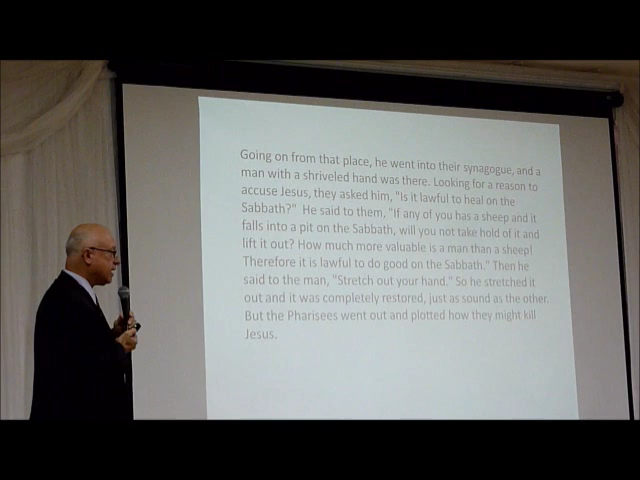 Going on from that place, he went into their synagogue, and a
man with a shriveled hand was there. Looking for a reason to
accuse Jesus, they asked him, "Is it lawful to heal on the
Sabbath?"  He said to them, "If any of you has a sheep and it
falls into a pit on the Sabbath, will you not take hold of it and
lift it out? How much more valuable is a man than a sheep!
Therefore it is lawful to do good on the Sabbath." Then he
said to the man, "Stretch out your hand." So he stretched it
out and it was completely restored, just as sound as the other.
But the Pharisees went out and plotted how they might kill
Jesus.